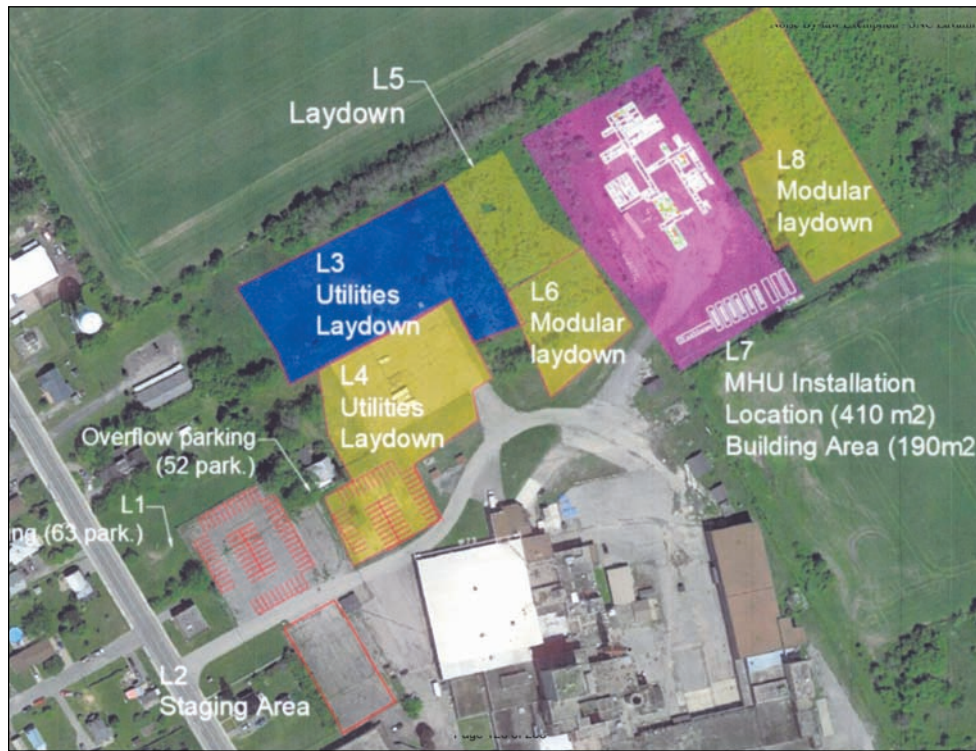 L5
Laydown
L8
Modular
laydown
L3
Utilities
Laydown
L6
Modular
laydown
L4
Utilities
Laydown
L7
MHU Installation
Location (410 m2)
Building Area (190m2
Overflow parking
(52 park.)
L1
ng (63 park.)
L2
Staging Area